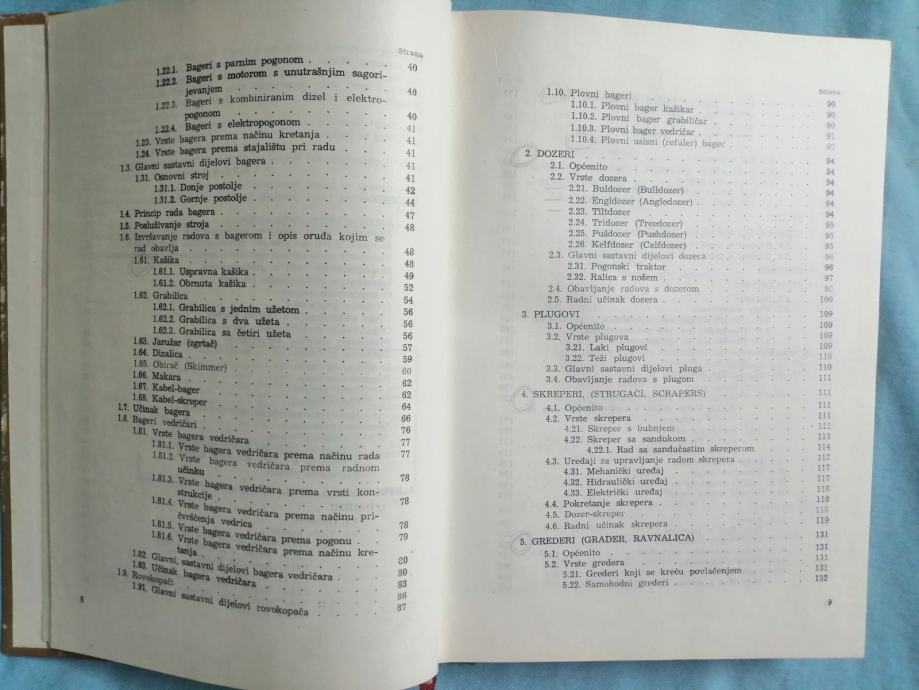 Strana
1.22.1. Bageri s parnim pogonom . . . . . 40
1.22.2. Bageri s motorom s unutrašnjim sagori-
jevanjem . . . . . 40
1.22.3. Bageri s kombiniranim dizel i elektro-
pogonom . . . . . 40
1.22.4. Bageri s elektropogonom . . . . . 41
1.23. Vrste bagera prema načinu kretanja . . . . . 41
1.24. Vrste bagera prema stajalištu pri radu . . . . . 41
1.3. Glavni sastavni dijelovi bagera . . . . . 41
1.31. Osnovni stroj . . . . . 41
1.31.1. Donje postolje . . . . . 42
1.31.2. Gornje postolje . . . . . 44
1.4. Princip rada bagera . . . . . 47
1.5. Posluživanje stroja . . . . . 48
1.6. Izvršavanje radova s bagerom i opis oruđa kojim se
rad obavlja . . . . . 48
1.61. Kašika . . . . . 48
1.61.1. Uspravna kašika . . . . . 49
1.61.2. Obrnuta kašika . . . . . 52
1.62. Grabilica . . . . . 54
1.62.1. Grabilica s jednim užetom . . . . . 56
1.62.2. Grabilica s dva užeta . . . . . 56
1.62.3. Grabilica sa četiri užeta . . . . . 56
1.63. Jaružar (zgrtač) . . . . . 57
1.64. Dizalica . . . . . 59
1.65. Obirač (Skimmer) . . . . . 60
1.66. Makara . . . . . 62
1.67. Kabel-bager . . . . . 62
1.68. Kabel-skreper . . . . . 64
1.7. Učinak bagera . . . . . 66
1.8. Bageri vedričari . . . . . 76
1.81. Vrste bagera vedričara . . . . . 77
1.81.1. Vrste bagera vedričara prema načinu rada 77
1.81.2. Vrste bagera vedričara prema radnom
učinku . . . . . 78
1.81.3. Vrste bagera vedričara prema vrsti kon-
strukcije . . . . . 78
1.81.4. Vrste bagera vedričara prema načinu pri-
čvršćenja vedrica . . . . . 78
1.81.5. Vrste bagera vedričara prema pogonu . . 79
1.81.6. Vrste bagera vedričara prema načinu kre-
tanja . . . . . 80
1.82. Glavni, sastavni dijelovi bagera vedričara . . . . . 80
1.83. Učinak bagera vedričara . . . . . 83
1.9. Rovokopači . . . . . 86
1.91. Glavni sastavni dijelovi rovokopača . . . . . 87
8
Strana
1.10. Plovni bageri . . . . . 90
1.10.1. Plovni bager kašikar . . . . . 90
1.10.2. Plovni bager grabiličar . . . . . 90
1.10.3. Plovni bager vedričar . . . . . 91
1.10.4. Plovni usisni (refuler) bager . . . . . 92
2. DOZERI . . . . . 94
2.1. Općenito . . . . . 94
2.2. Vrste dozera . . . . . 94
2.21. Buldozer (Bulldozer) . . . . . 94
2.22. Engldozer (Angledozer) . . . . . 94
2.23. Tiltdozer . . . . . 94
2.24. Tridozer (Treedozer) . . . . . 95
2.25. Pušdozer (Pushdozer) . . . . . 95
2.26. Kelfdozer (Calfdozer) . . . . . 95
2.3. Glavni sastavni dijelovi dozera . . . . . 96
2.31. Pogonski traktor . . . . . 96
2.32. Ralica s nožem . . . . . 97
2.4. Obavljanje radova s dozerom . . . . . 98
2.5. Radni učinak dozera . . . . . 100
3. PLUGOVI . . . . . 109
3.1. Općenito . . . . . 109
3.2. Vrste plugova . . . . . 109
3.21. Laki plugovi . . . . . 109
3.22. Teži plugovi . . . . . 110
3.3. Glavni sastavni dijelovi pluga . . . . . 110
3.4. Obavljanje radova s plugom . . . . . 111
4. SKREPERI, (STRUGAČI, SCRAPERS) . . . . . 111
4.1. Općenito . . . . . 111
4.2. Vrste skrepera . . . . . 111
4.21. Skreper s bubnjem . . . . . 112
4.22. Skreper sa sandukom . . . . . 112
4.22.1. Rad sa sandučastim skreperom . . . . . 114
4.3. Uređaji za upravljanje radom skrepera . . . . . 117
4.31. Mehanički uređaj . . . . . 117
4.32. Hidraulički uređaj . . . . . 117
4.33. Električki uređaj . . . . . 118
4.4. Pokretanje skrepera . . . . . 118
4.5. Dozer-skreper . . . . . 118
4.6. Radni učinak skrepera . . . . . 119
5. GREDERI (GRADER, RAVNALICA) . . . . . 131
5.1. Općenito . . . . . 131
5.2. Vrste gredera . . . . . 131
5.21. Grederi koji se kreću povlačenjem . . . . . 131
5.22. Samohodni grederi . . . . . 132
9